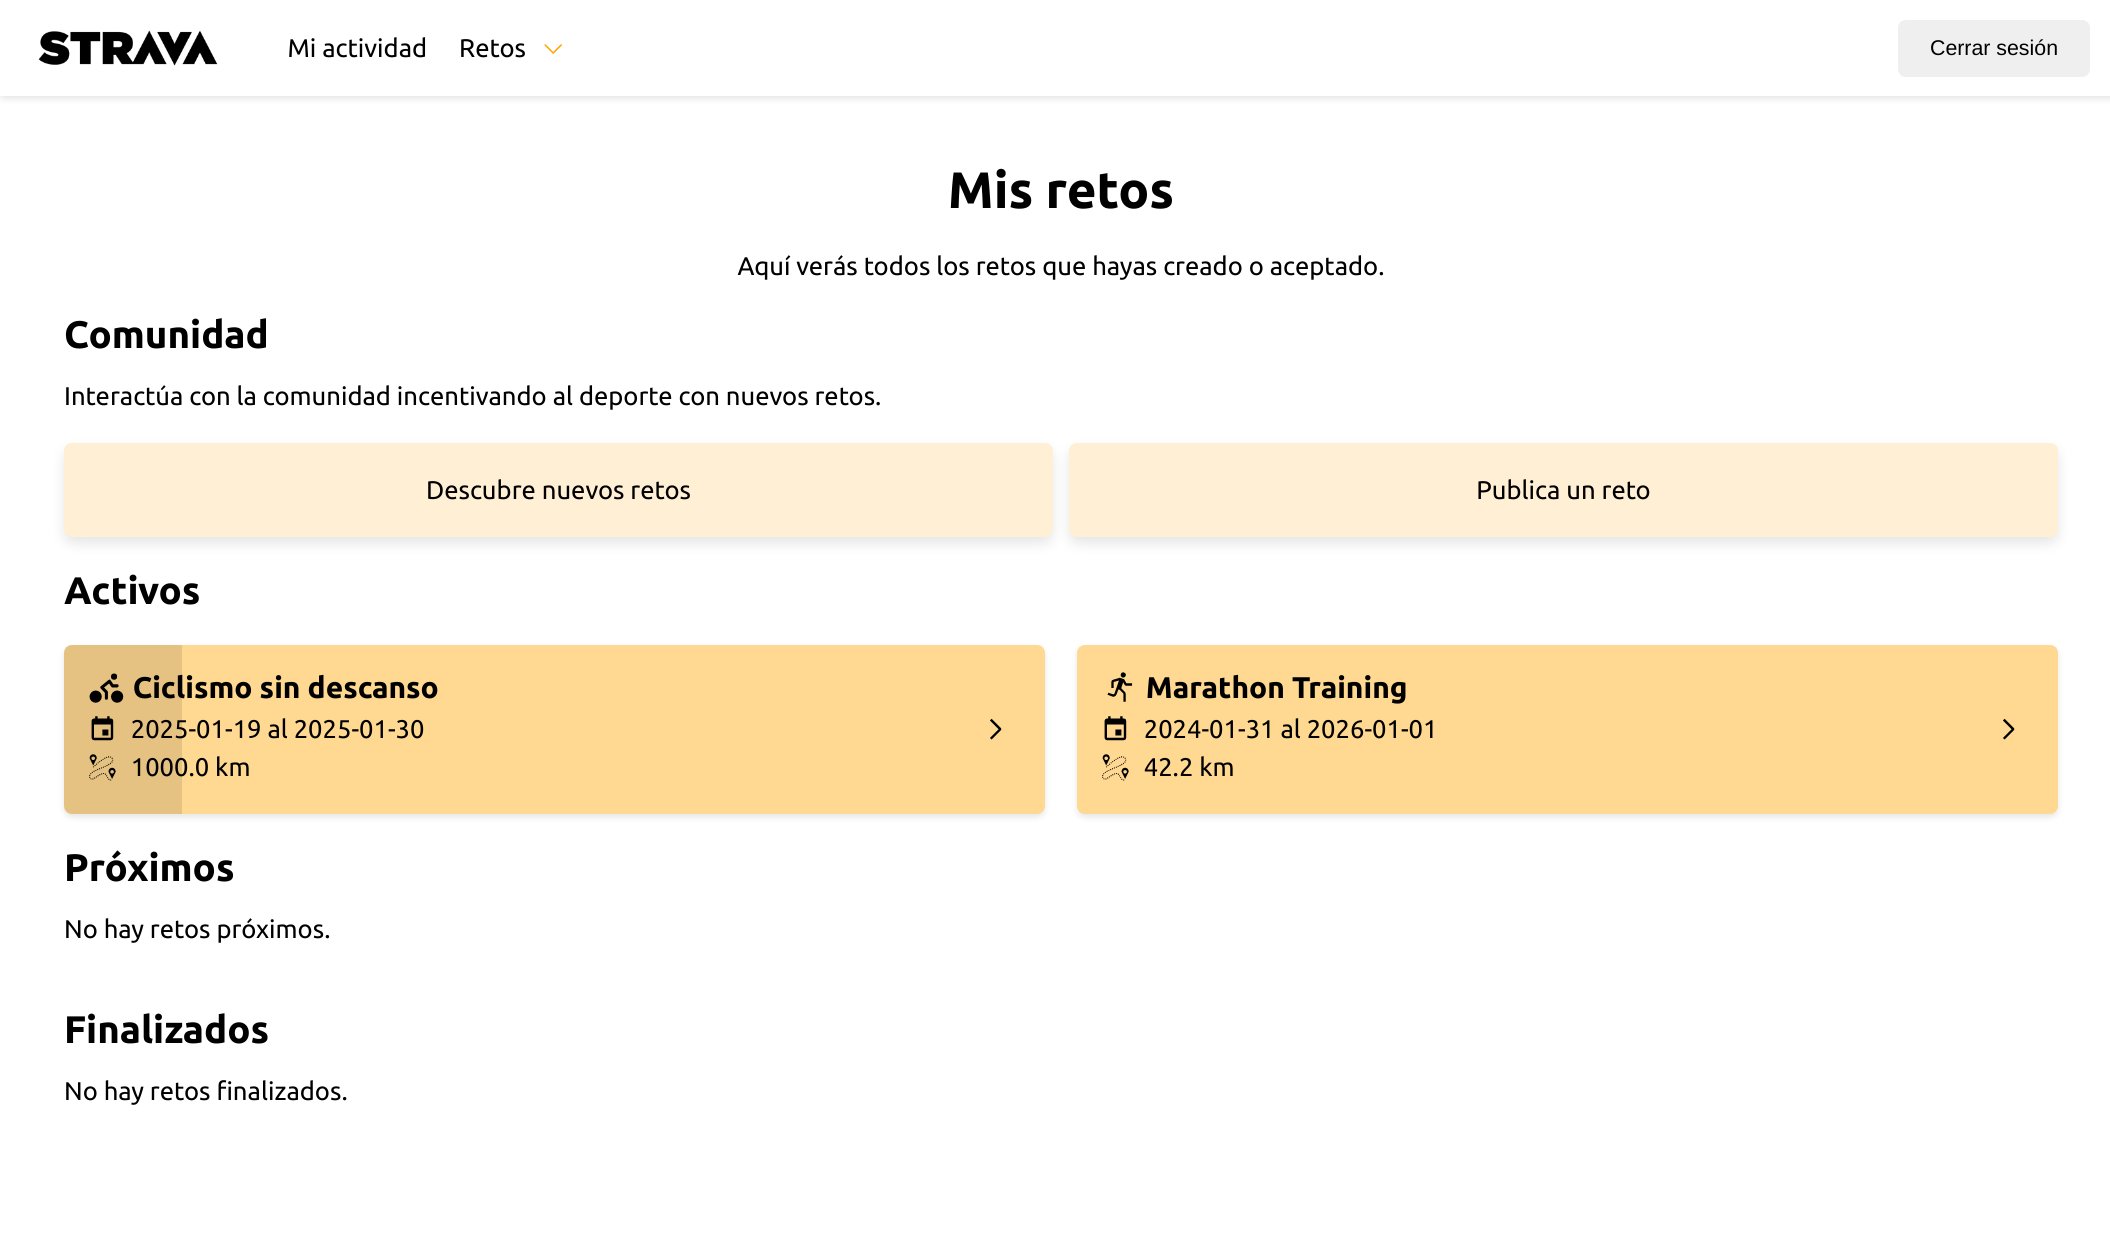 STRAVA
Mi actividad
Retos
Cerrar sesión
Mis retos
Aquí verás todos los retos que hayas creado o aceptado.
Comunidad
Interactúa con la comunidad incentivando al deporte con nuevos retos.
Descubre nuevos retos
Publica un reto
Activos
Ciclismo sin descanso
2025-01-19 al 2025-01-30
1000.0 km
Marathon Training
2024-01-31 al 2026-01-01
42.2 km
Próximos
No hay retos próximos.
Finalizados
No hay retos finalizados.